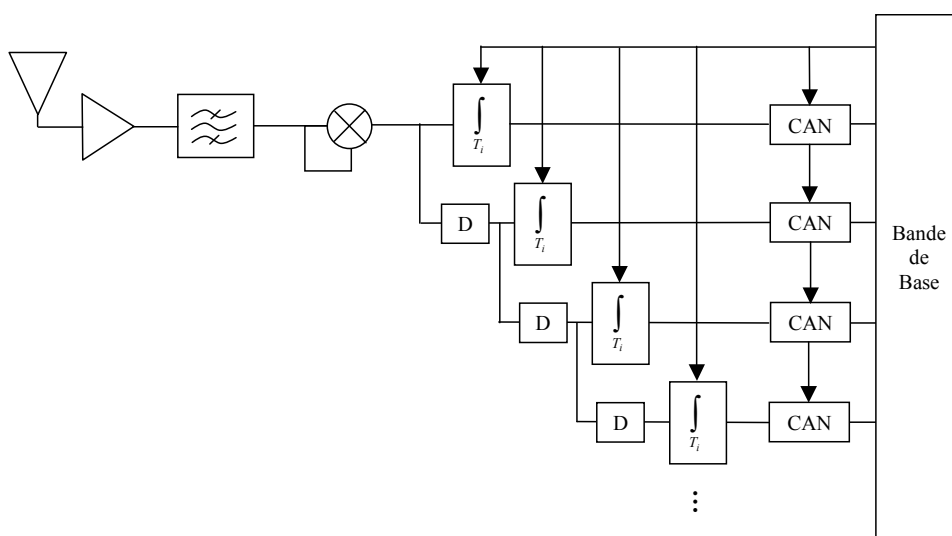 ∫
T_i
CAN
D
∫
T_i
CAN
Bande
de
Base
D
∫
T_i
CAN
D
∫
T_i
CAN
⋮